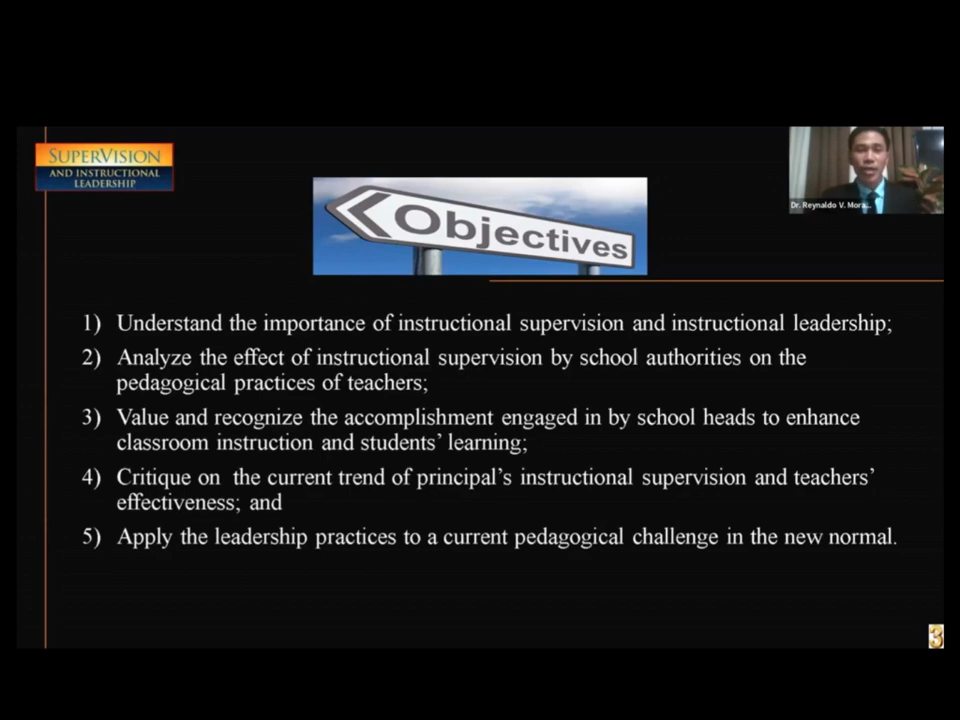 SUPERVISION
AND INSTRUCTIONAL
LEADERSHIP
Dr. Reynaldo V. Mora...
Objectives
1) Understand the importance of instructional supervision and instructional leadership;
2) Analyze the effect of instructional supervision by school authorities on the
pedagogical practices of teachers;
3) Value and recognize the accomplishment engaged in by school heads to enhance
classroom instruction and students' learning;
4) Critique on the current trend of principal's instructional supervision and teachers'
effectiveness; and
5) Apply the leadership practices to a current pedagogical challenge in the new normal.
3